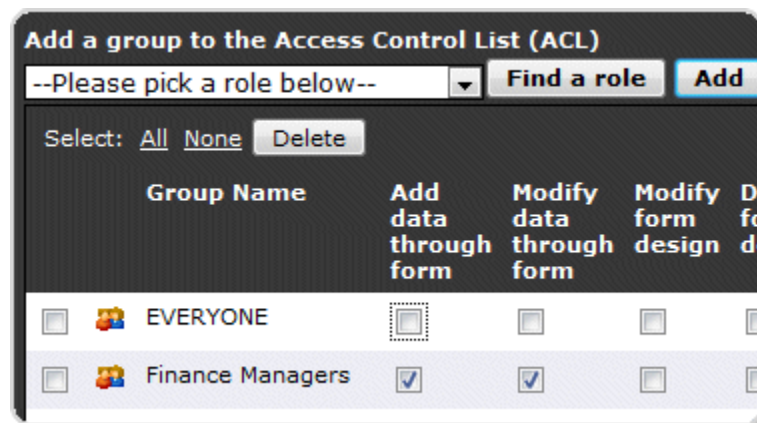 Add a group to the Access Control List (ACL)
--Please pick a role below-- Find a role Add
Select: All None Delete
Group Name Add Modify Modify
data data form
through through design
form form
EVERYONE
Finance Managers